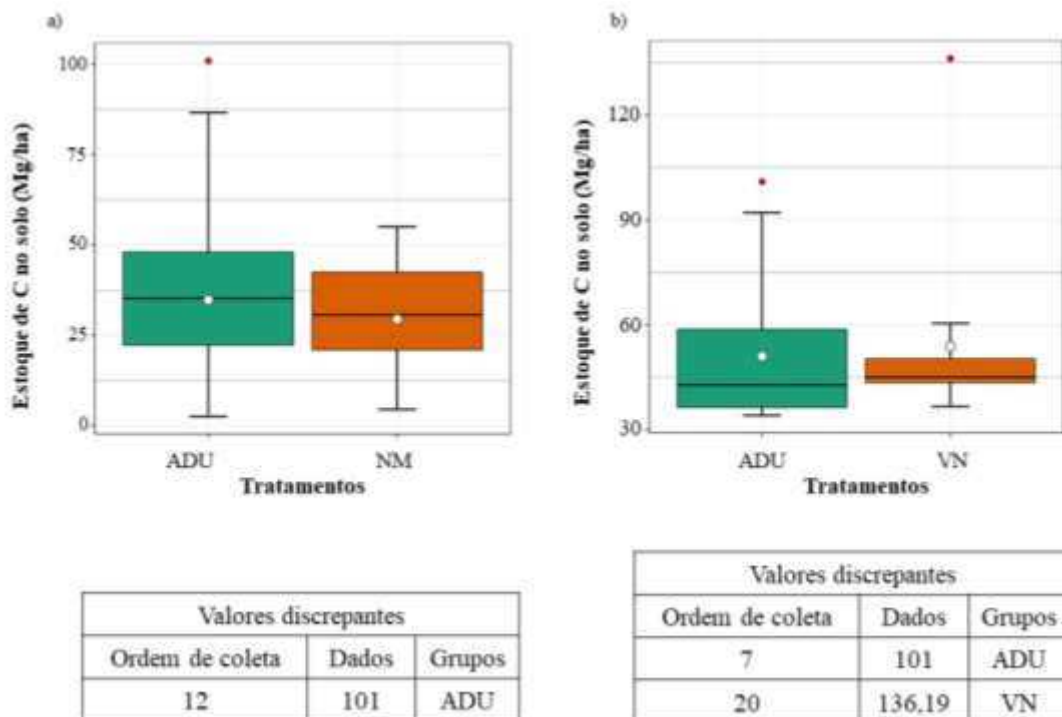 a)
Estoque de C no solo (Mg/ha)
100
75
50
25
0
ADU NM
Tratamentos
b)
Estoque de C no solo (Mg/ha)
120
90
60
30
ADU VN
Tratamentos
Valores discrepantes
Ordem de coleta Dados Grupos
12 101 ADU
Valores discrepantes
Ordem de coleta Dados Grupos
7 101 ADU
20 136,19 VN